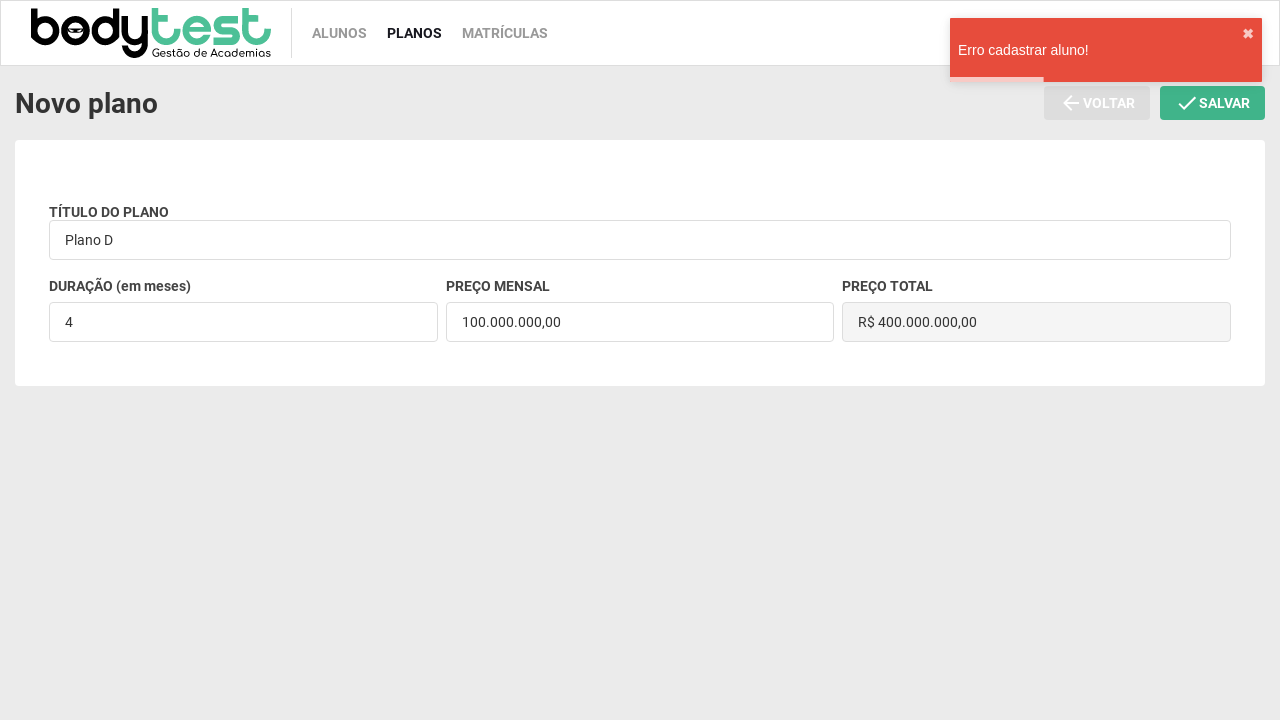 bodytest
Gestão de Academias
ALUNOS
PLANOS
MATRÍCULAS
Erro cadastrar aluno!
✖
Novo plano
VOLTAR
SALVAR
TÍTULO DO PLANO
Plano D
DURAÇÃO (em meses)
PREÇO MENSAL
PREÇO TOTAL
4
100.000.000,00
R$ 400.000.000,00